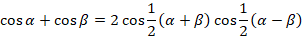 cos α + cos β = 2 cos 1/2 (α + β) cos 1/2 (α − β)